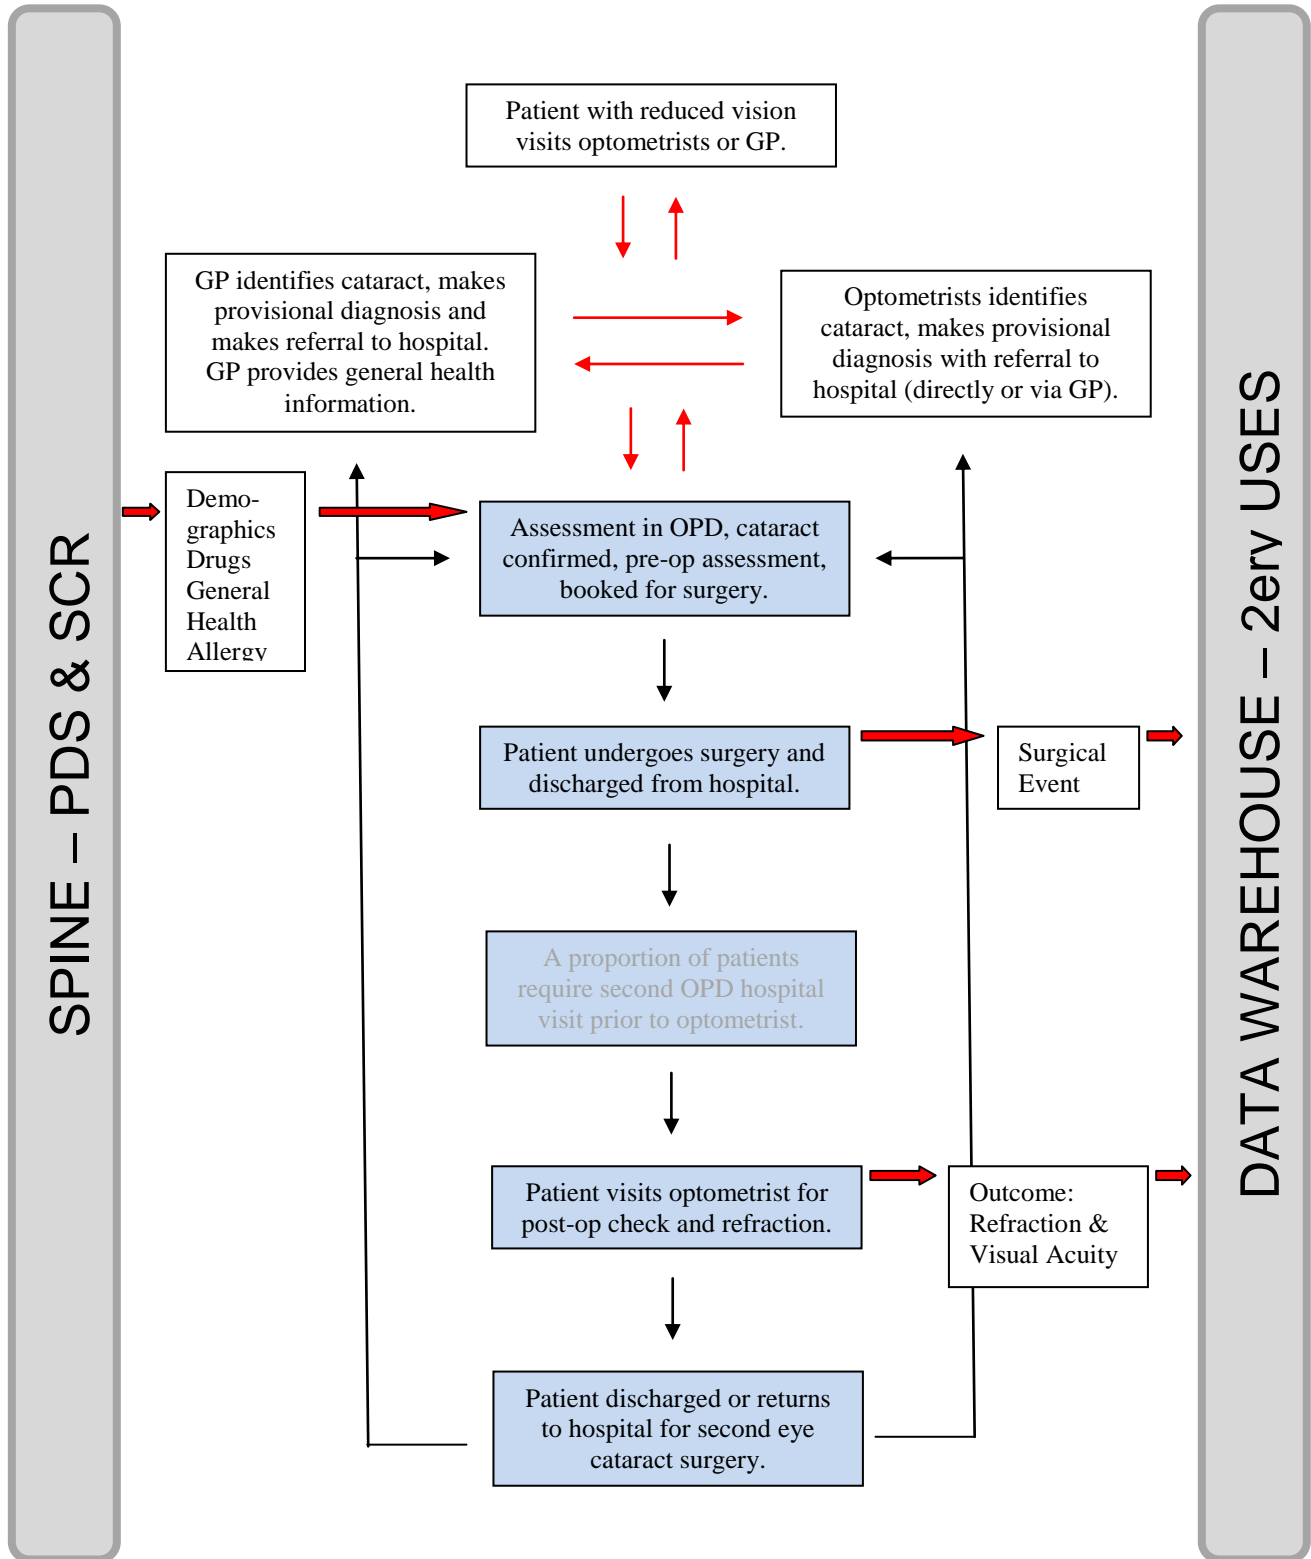 Patient with reduced vision
visits optometrists or GP.
GP identifies cataract, makes
provisional diagnosis and
makes referral to hospital.
GP provides general health
information.
Optometrists identifies
cataract, makes provisional
diagnosis with referral to
hospital (directly or via GP).
Demo-
graphics
Drugs
General
Health
Allergy
Assessment in OPD, cataract
confirmed, pre-op assessment,
booked for surgery.
Patient undergoes surgery and
discharged from hospital.
Surgical
Event
A proportion of patients
require second OPD hospital
visit prior to optometrist.
Patient visits optometrist for
post-op check and refraction.
Outcome:
Refraction &
Visual Acuity
Patient discharged or returns
to hospital for second eye
cataract surgery.
SPINE – PDS & SCR
DATA WAREHOUSE – 2ery USES